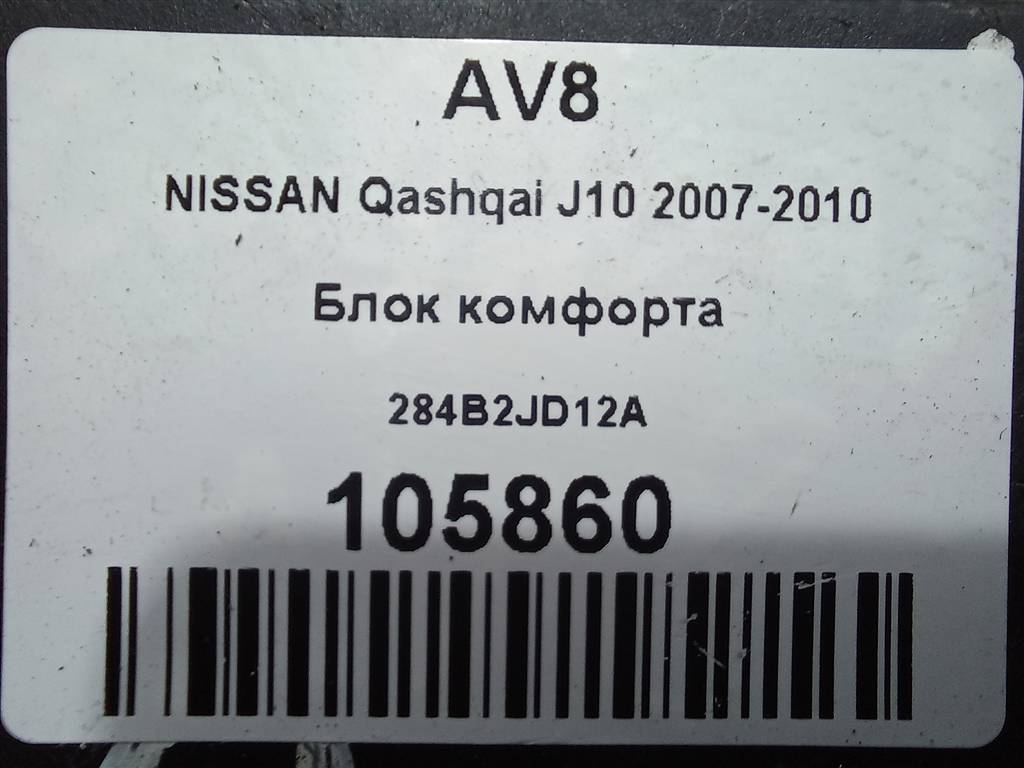 AV8
NISSAN Qashqai J10 2007-2010
Блок комфорта
284B2JD12A
105860